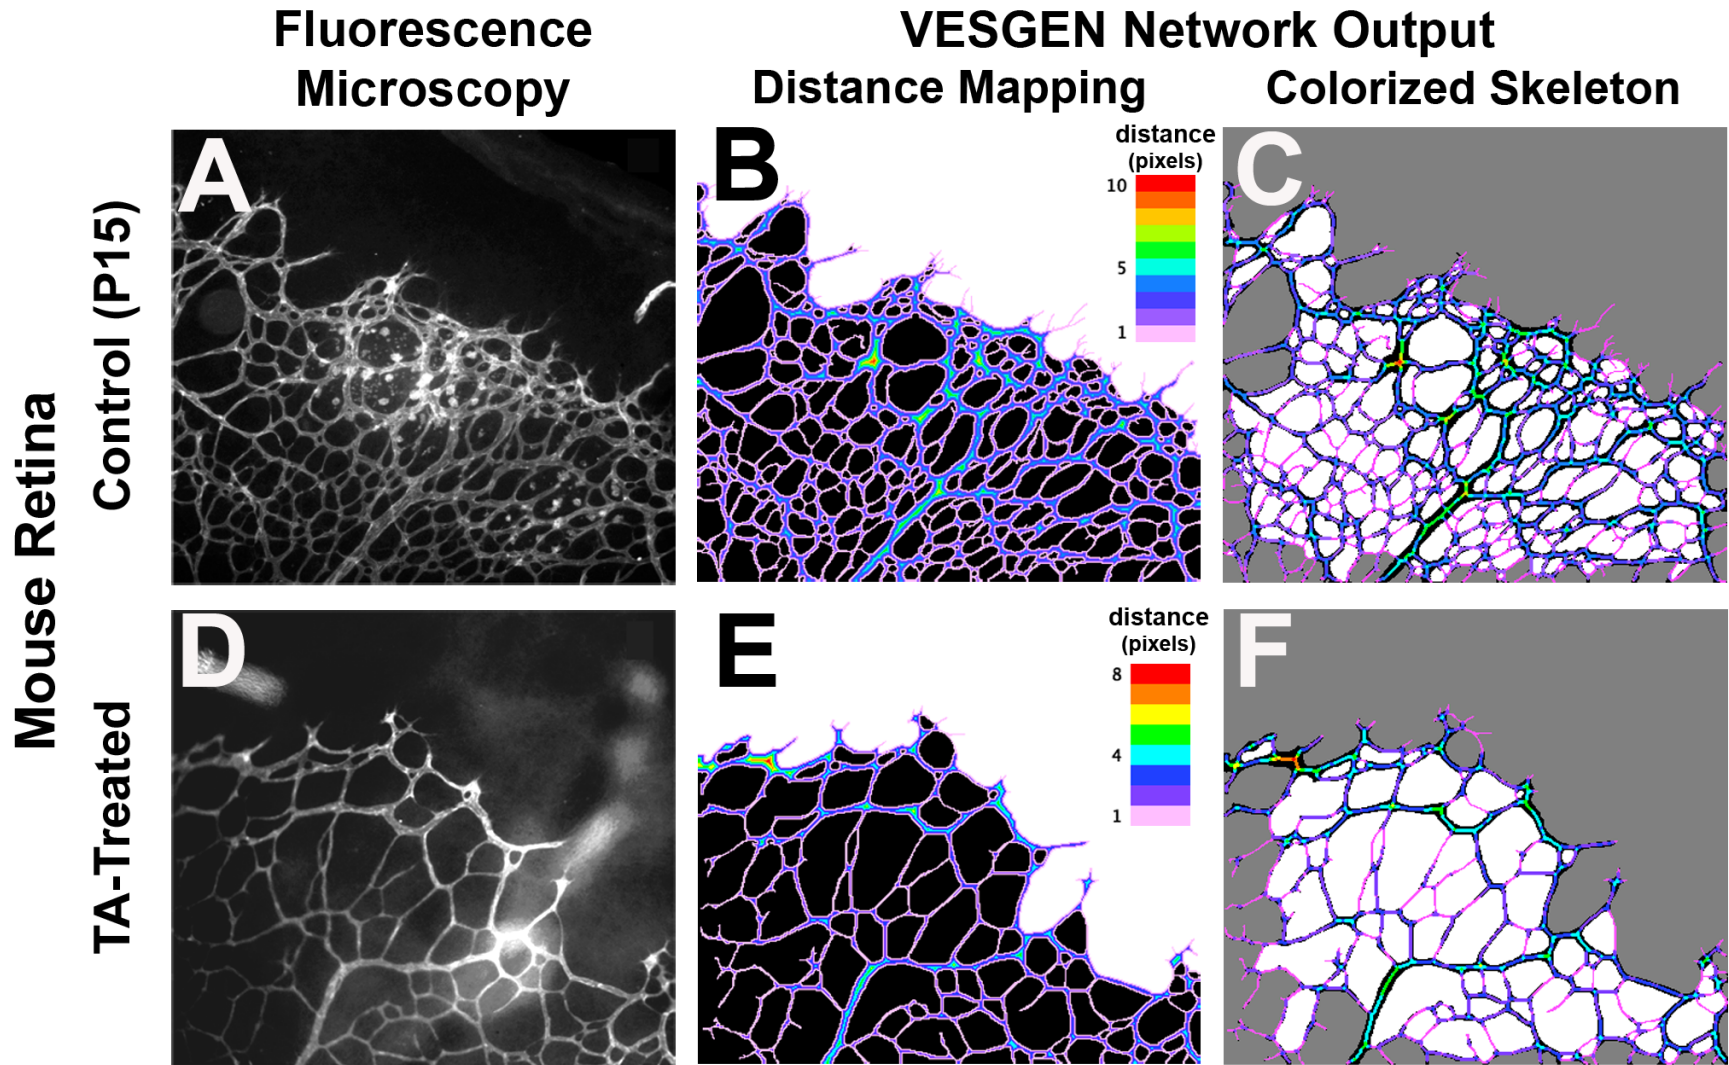 Fluorescence
Microscopy
VESGEN Network Output
Distance Mapping
Colorized Skeleton
Mouse Retina
Control (P15)
A
B
distance
(pixels)
10
5
1
C
TA-Treated
D
E
distance
(pixels)
8
4
1
F